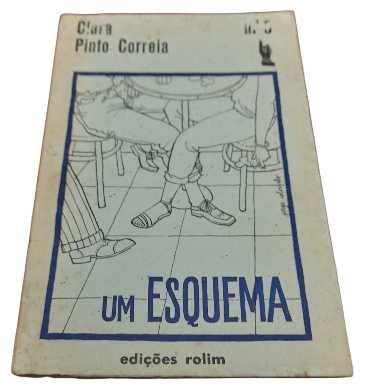 Clara
Pinto Correia
UM ESQUEMA
edições rolim